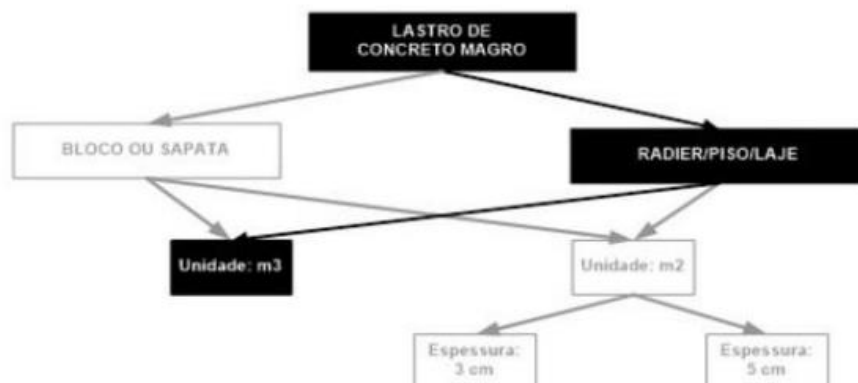 LASTRO DE
CONCRETO MAGRO
BLOCO OU SAPATA
RADIER/PISO/LAJE
Unidade: m3
Unidade: m2
Espessura:
3 cm
Espessura:
5 cm